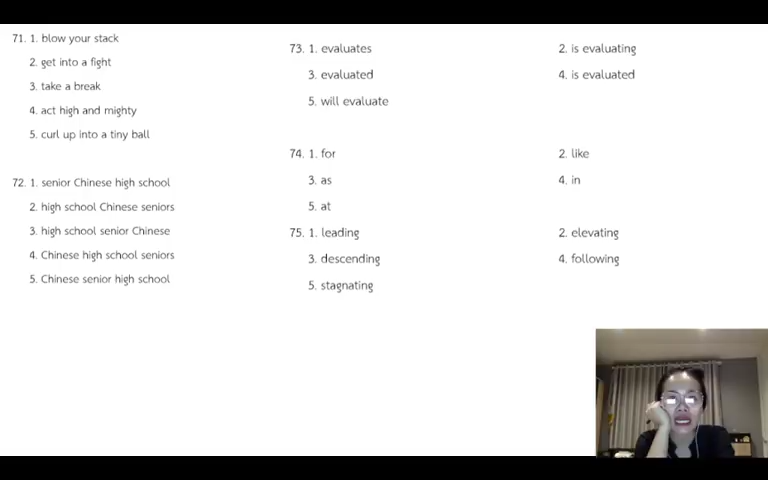 71. 1. blow your stack
2. get into a fight
3. take a break
4. act high and mighty
5. curl up into a tiny ball
72. 1. senior Chinese high school
2. high school Chinese seniors
3. high school senior Chinese
4. Chinese high school seniors
5. Chinese senior high school
73. 1. evaluates 2. is evaluating
3. evaluated 4. is evaluated
5. will evaluate
74. 1. for 2. like
3. as 4. in
5. at
75. 1. leading 2. elevating
3. descending 4. following
5. stagnating